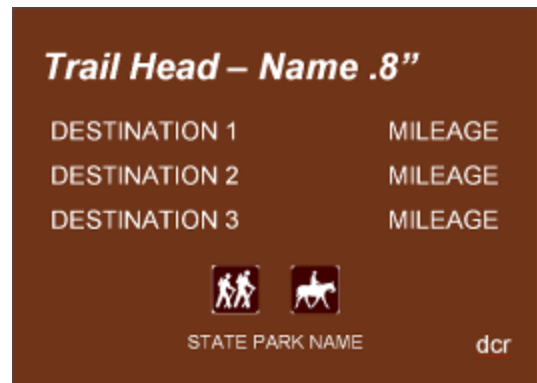 Trail Head – Name .8”
DESTINATION 1 MILEAGE
DESTINATION 2 MILEAGE
DESTINATION 3 MILEAGE
STATE PARK NAME
dcr